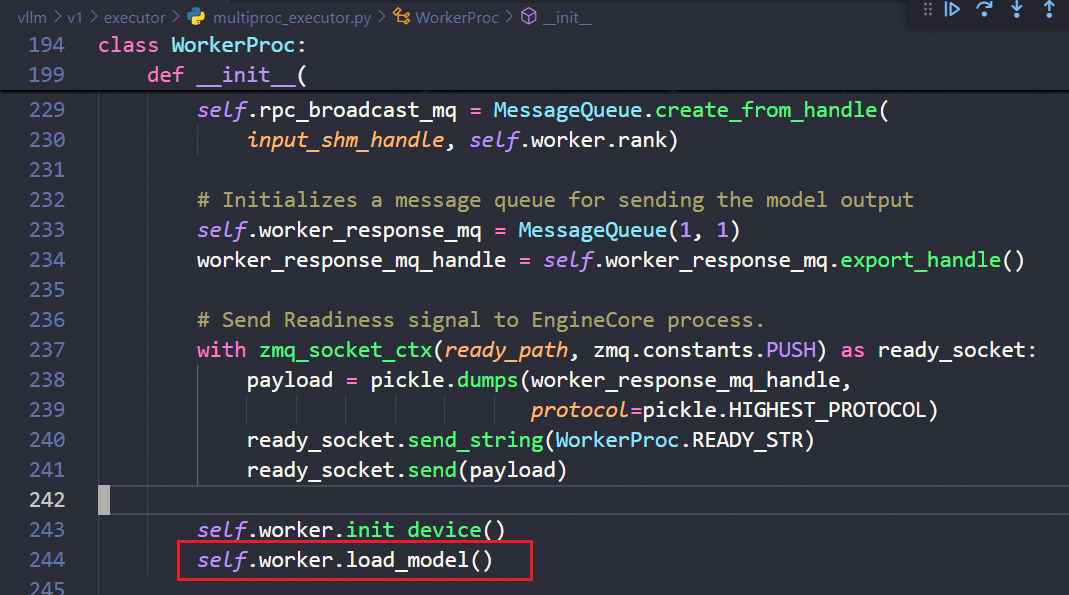 vllm > v1 > executor > multiproc_executor.py > WorkerProc > __init__
194 class WorkerProc:
199 def __init__(
229 self.rpc_broadcast_mq = MessageQueue.create_from_handle(
230 input_shm_handle, self.worker.rank)
231
232 # Initializes a message queue for sending the model output
233 self.worker_response_mq = MessageQueue(1, 1)
234 worker_response_mq_handle = self.worker_response_mq.export_handle()
235
236 # Send Readiness signal to EngineCore process.
237 with zmq_socket_ctx(ready_path, zmq.constants.PUSH) as ready_socket:
238 payload = pickle.dumps(worker_response_mq_handle,
239 protocol=pickle.HIGHEST_PROTOCOL)
240 ready_socket.send_string(WorkerProc.READY_STR)
241 ready_socket.send(payload)
242
243 self.worker.init_device()
244 self.worker.load_model()
245